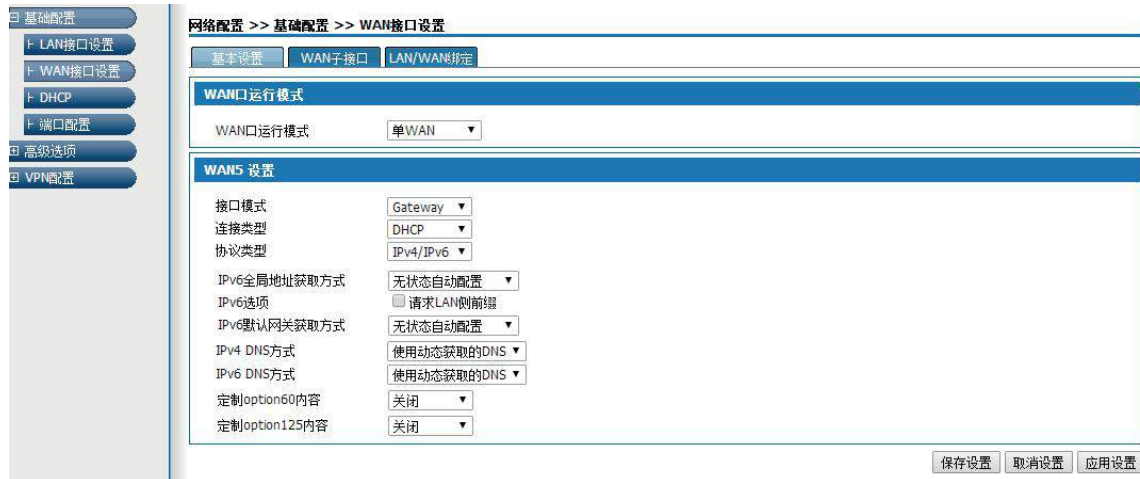 基础配置
LAN接口设置
WAN接口设置
DHCP
端口配置
高级选项
VPN配置
网络配置 >> 基础配置 >> WAN接口设置
基本设置 WAN子接口 LAN/WAN绑定
WAN口运行模式
WAN口运行模式 单WAN
WAN5 设置
接口模式 Gateway
连接类型 DHCP
协议类型 IPv4/IPv6
IPv6全局地址获取方式 无状态自动配置
IPv6选项 请求LAN侧前缀
IPv6默认网关获取方式 无状态自动配置
IPv4 DNS方式 使用动态获取的DNS
IPv6 DNS方式 使用动态获取的DNS
定制option60内容 关闭
定制option125内容 关闭
保存设置 取消设置 应用设置